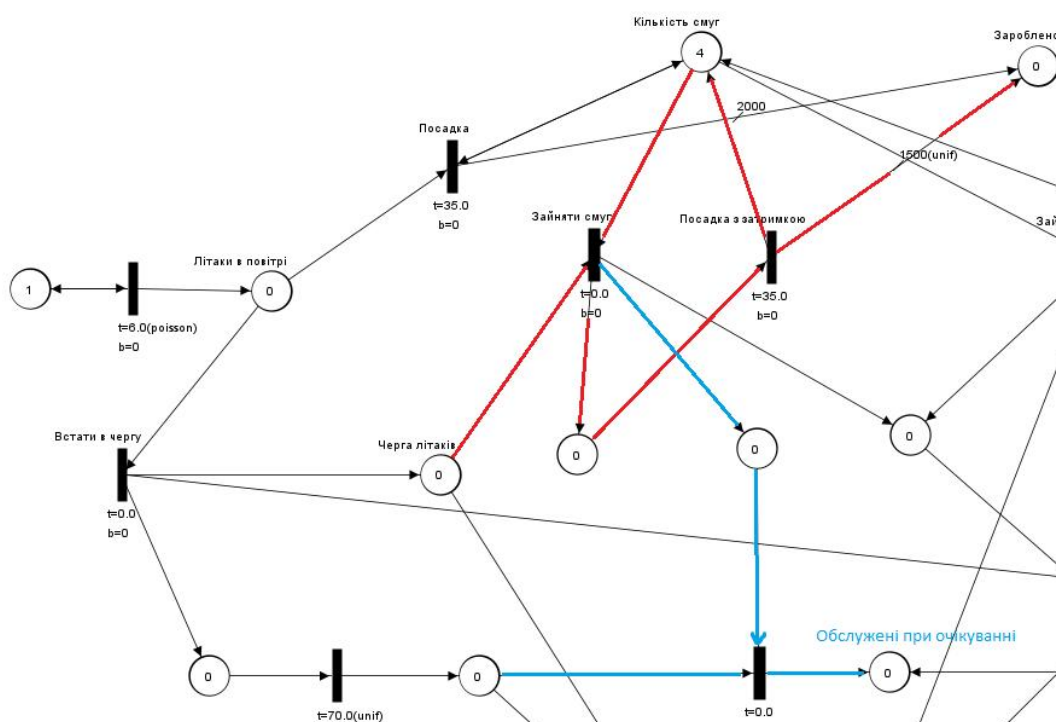 Кількість смуг
4
Зароблено
0
2000
Посадка
t=35.0
b=0
1500(unif)
Зайняти смуг
Посадка з затримкою
Зай
t=0.0
b=0
t=35.0
b=0
Літаки в повітрі
1
0
t=6.0(poisson)
b=0
Встати в чергу
t=0.0
b=0
Черга літаків
0
0
0
0
Обслужені при очікуванні
0
0
0
t=70.0(unif)
t=0.0